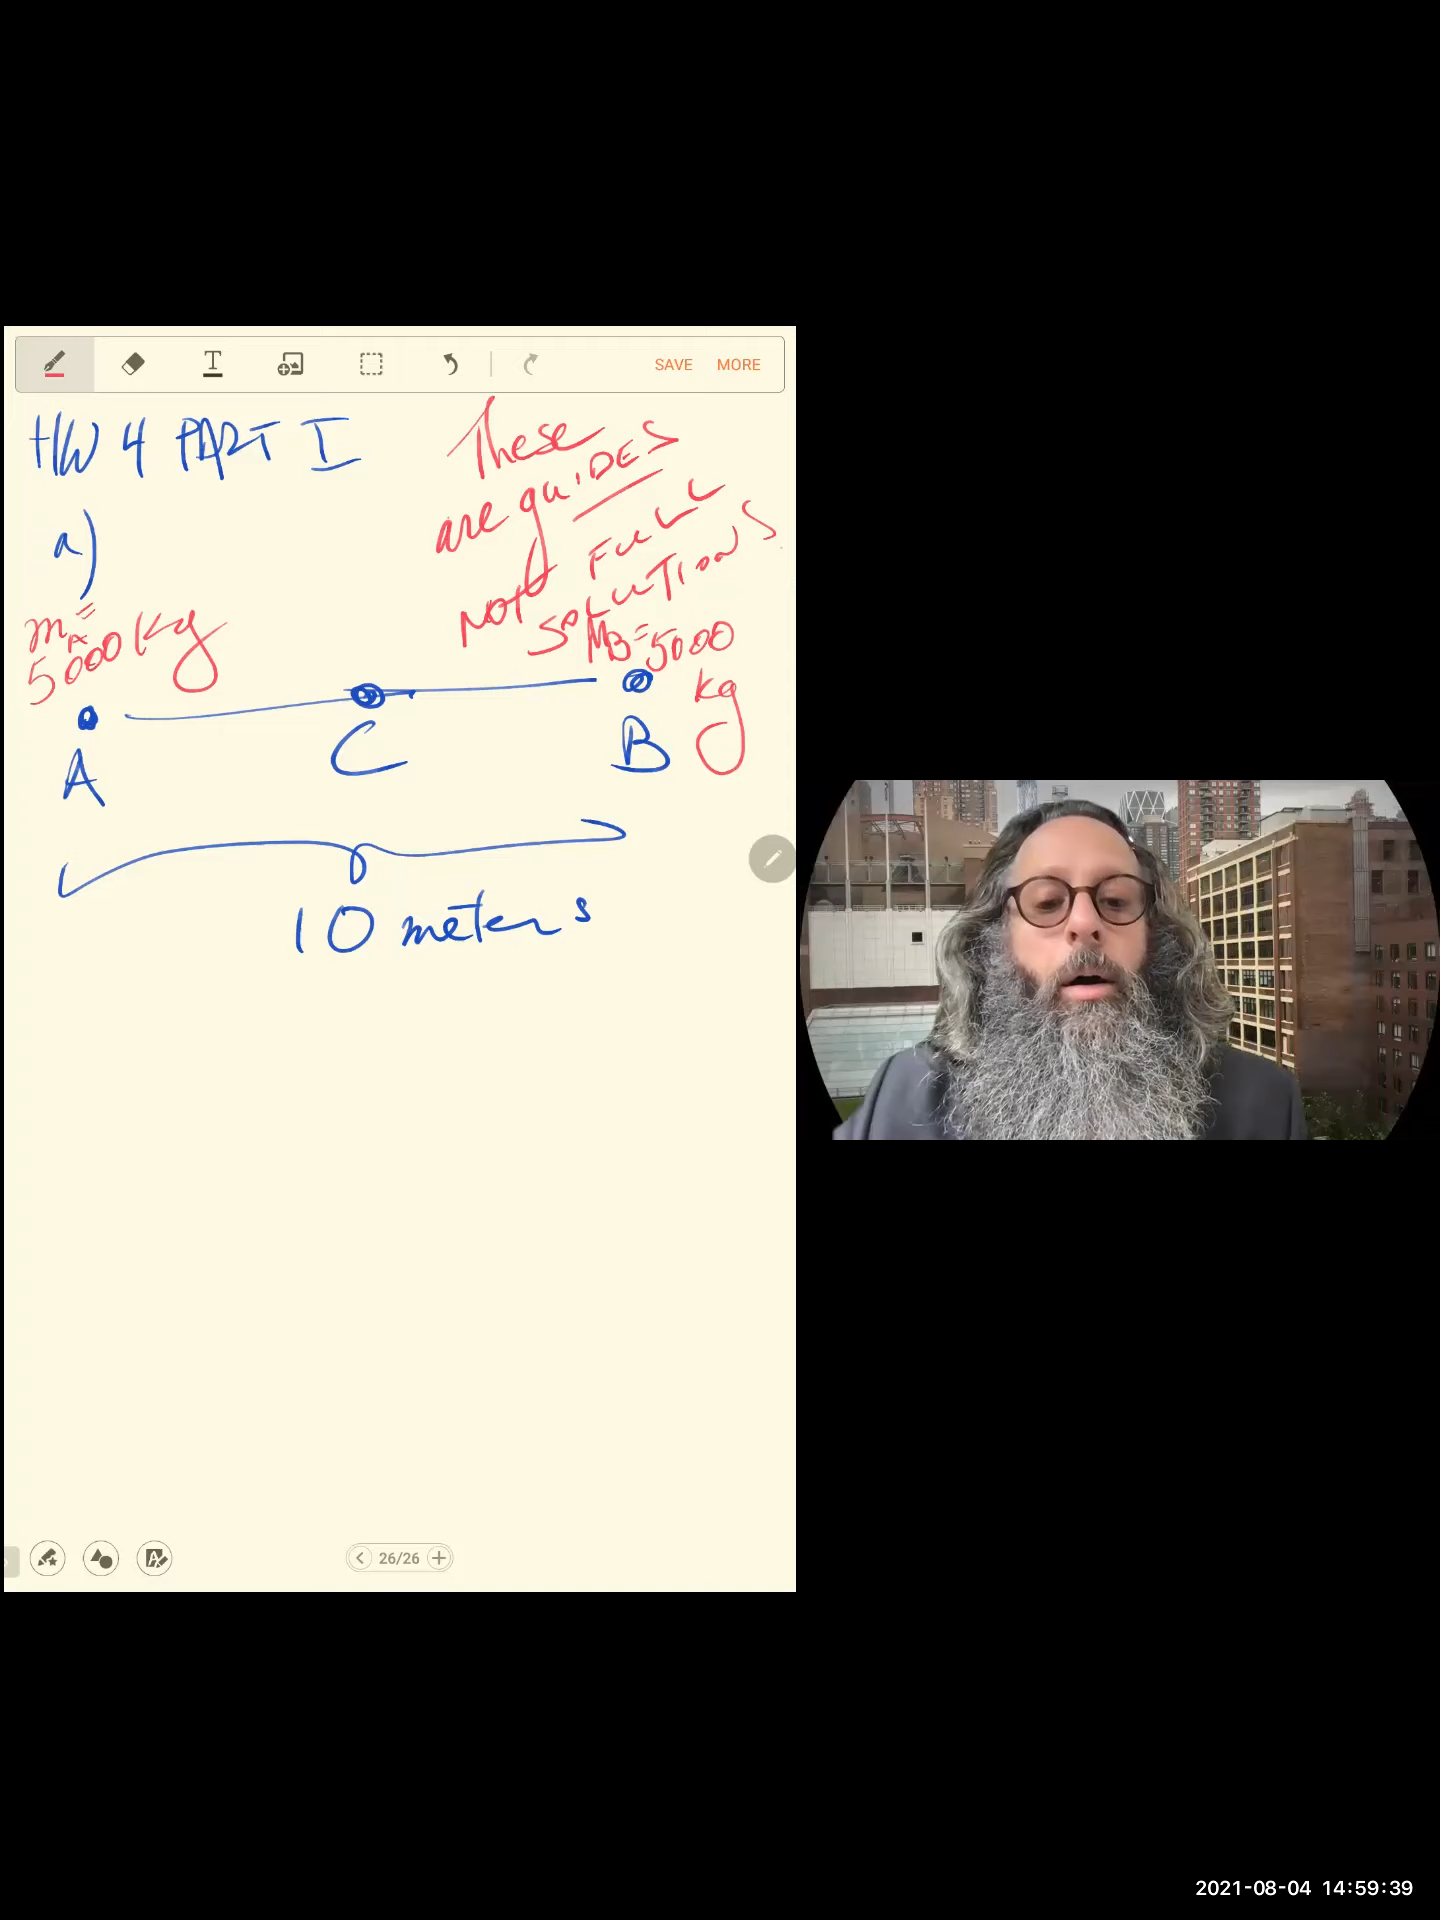 SAVE MORE
HW 4 PART I
These
are guIDES
Not FULL
SOLUTIONS
a)
mA=
5000 kg
MB=5000
kg
A
C
B
10 meters
26/26
2021-08-04 14:59:39